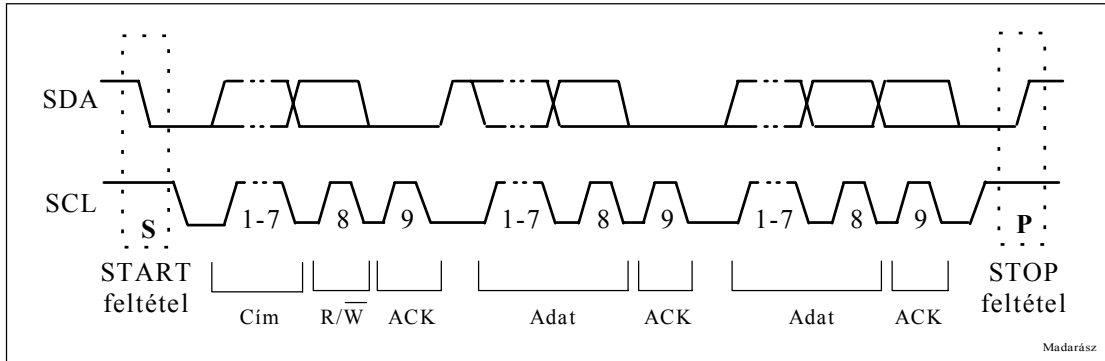 SDA
SCL
1-7 8 9 1-7 8 9 1-7 8 9
S P
START feltétel
STOP feltétel
Cím R/W̅ ACK Adat ACK Adat ACK
Madarász